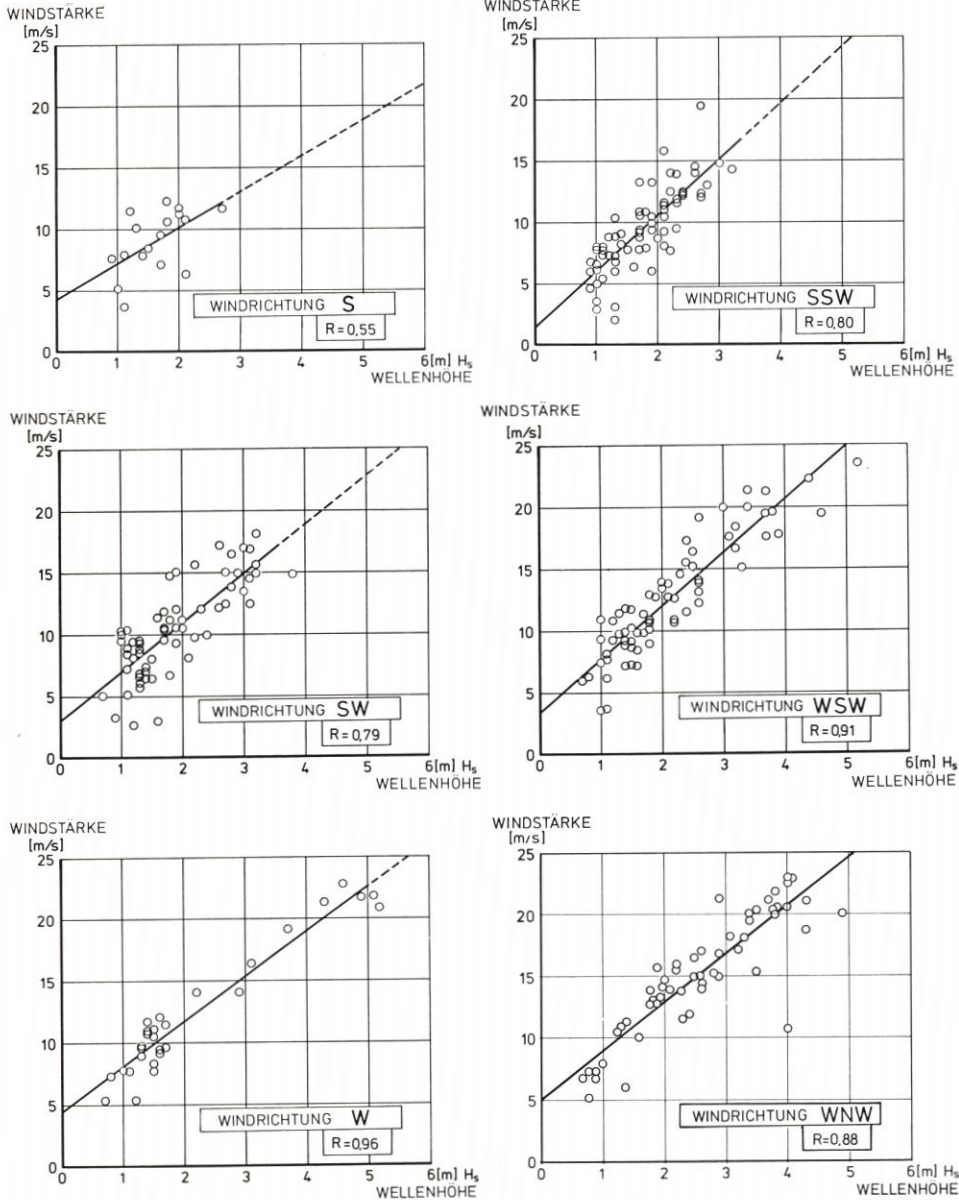 WINDSTÄRKE
[m/s]
25
20
15
10
5
0
0 1 2 3 4 5 6[m] Hs
WELLENHÖHE
WINDRICHTUNG S
R=0,55
WINDSTÄRKE
[m/s]
25
20
15
10
5
0
0 1 2 3 4 5 6[m] Hs
WELLENHÖHE
WINDRICHTUNG SSW
R=0,80
WINDSTÄRKE
[m/s]
25
20
15
10
5
0
0 1 2 3 4 5 6[m] Hs
WELLENHÖHE
WINDRICHTUNG SW
R=0,79
WINDSTÄRKE
[m/s]
25
20
15
10
5
0
0 1 2 3 4 5 6[m] Hs
WELLENHÖHE
WINDRICHTUNG WSW
R=0,91
WINDSTÄRKE
[m/s]
25
20
15
10
5
0
0 1 2 3 4 5 6[m] Hs
WELLENHÖHE
WINDRICHTUNG W
R=0,96
WINDSTÄRKE
[m/s]
25
20
15
10
5
0
0 1 2 3 4 5 6[m] Hs
WELLENHÖHE
WINDRICHTUNG WNW
R=0,88